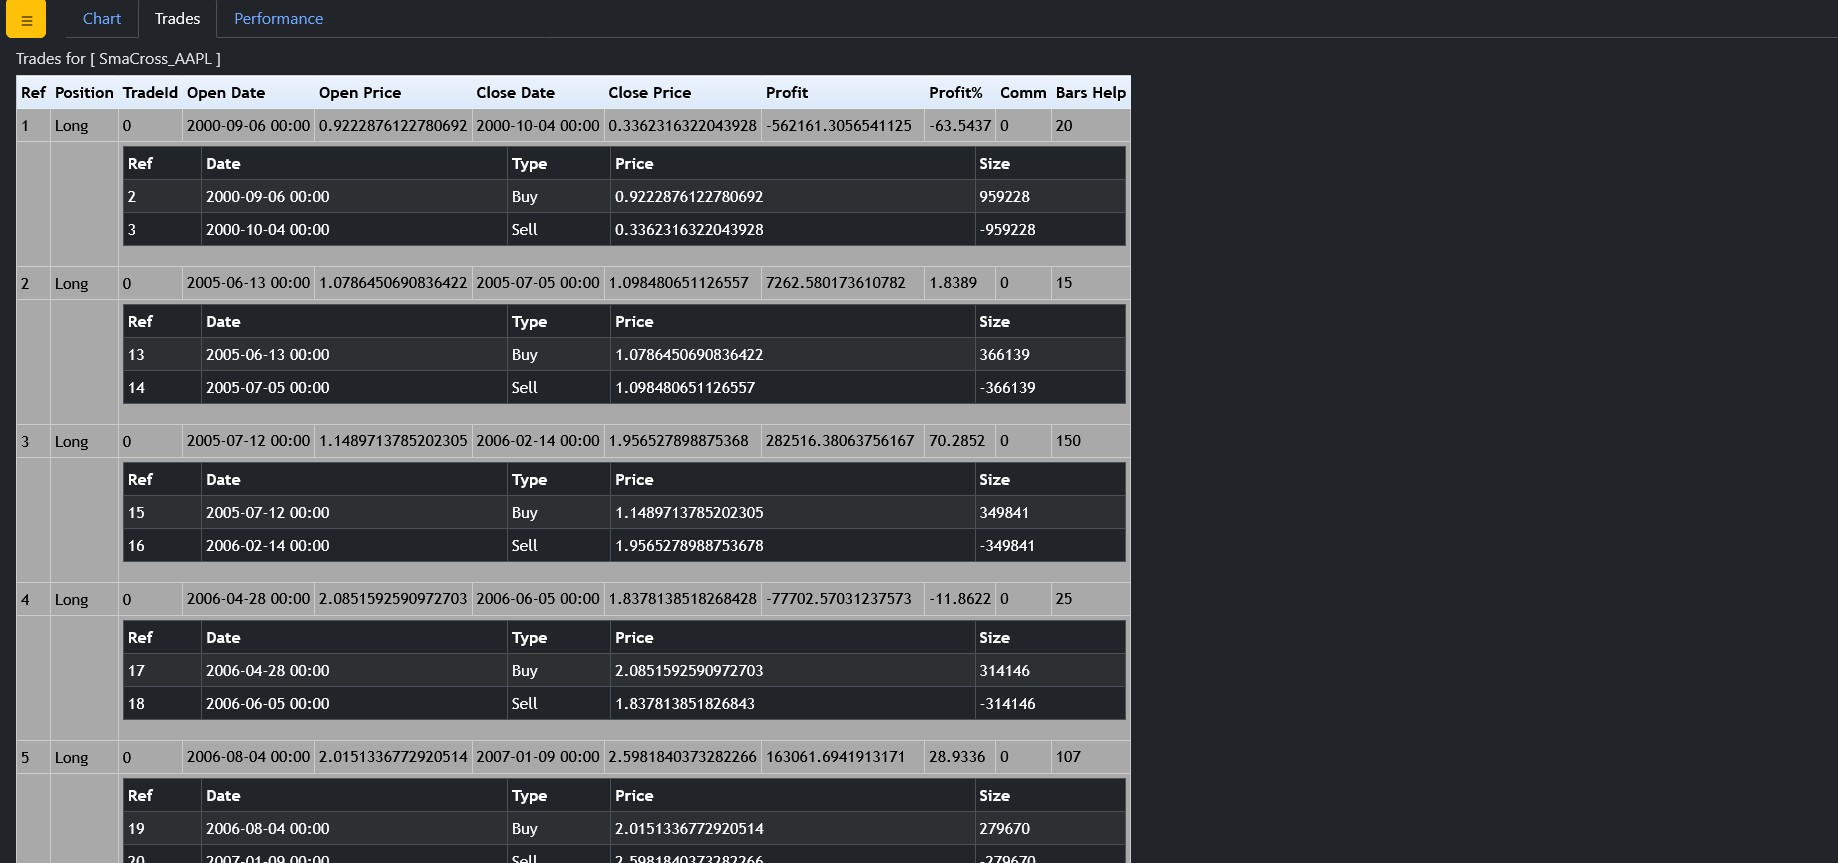 Chart Trades Performance
Trades for [ SmaCross_AAPL ]
Ref Position TradeId Open Date Open Price Close Date Close Price Profit Profit% Comm Bars Help
1 Long 0 2000-09-06 00:00 0.9222876122780692 2000-10-04 00:00 0.3362316322043928 -562161.3056541125 -63.5437 0 20
Ref Date Type Price Size
2 2000-09-06 00:00 Buy 0.9222876122780692 959228
3 2000-10-04 00:00 Sell 0.3362316322043928 -959228
2 Long 0 2005-06-13 00:00 1.0786450690836422 2005-07-05 00:00 1.098480651126557 7262.580173610782 1.8389 0 15
Ref Date Type Price Size
13 2005-06-13 00:00 Buy 1.0786450690836422 366139
14 2005-07-05 00:00 Sell 1.098480651126557 -366139
3 Long 0 2005-07-12 00:00 1.1489713785202305 2006-02-14 00:00 1.956527898875368 282516.38063756167 70.2852 0 150
Ref Date Type Price Size
15 2005-07-12 00:00 Buy 1.1489713785202305 349841
16 2006-02-14 00:00 Sell 1.9565278988753678 -349841
4 Long 0 2006-04-28 00:00 2.0851592590972703 2006-06-05 00:00 1.8378138518268428 -77702.57031237573 -11.8622 0 25
Ref Date Type Price Size
17 2006-04-28 00:00 Buy 2.0851592590972703 314146
18 2006-06-05 00:00 Sell 1.837813851826843 -314146
5 Long 0 2006-08-04 00:00 2.0151336772920514 2007-01-09 00:00 2.5981840373282266 163061.6941913171 28.9336 0 107
Ref Date Type Price Size
19 2006-08-04 00:00 Buy 2.0151336772920514 279670
20 2007-01-09 00:00 Sell 2.5981840373282266 -279670